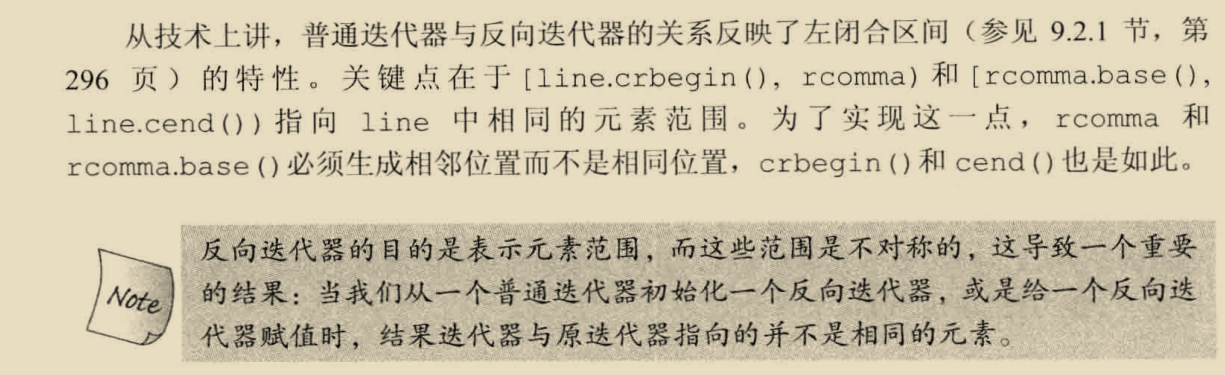 从技术上讲，普通迭代器与反向迭代器的关系反映了左闭合区间（参见 9.2.1 节，第
296 页）的特性。关键点在于[line.crbegin(), rcomma)和[rcomma.base(),
line.cend())指向 line 中相同的元素范围。为了实现这一点，rcomma 和
rcomma.base()必须生成相邻位置而不是相同位置，crbegin()和 cend()也是如此。
Note
反向迭代器的目的是表示元素范围，而这些范围是不对称的，这导致一个重要
的结果：当我们从一个普通迭代器初始化一个反向迭代器，或是给一个反向迭
代器赋值时，结果迭代器与原迭代器指向的并不是相同的元素。